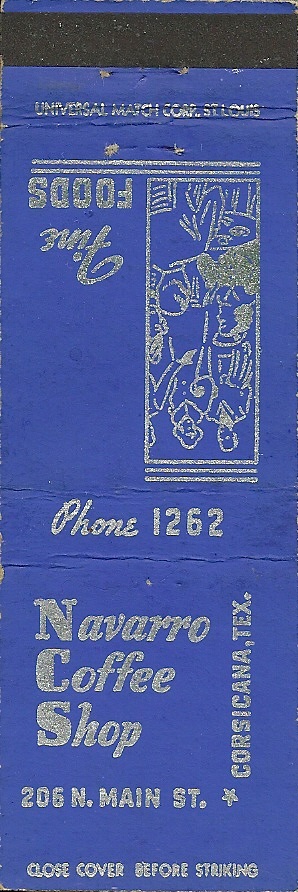 UNIVERSAL MATCH CORP. ST. LOUIS
Fine
FOODS
Phone 1262
Navarro
Coffee
Shop
CORSICANA, TEX.
206 N. MAIN ST. ★
CLOSE COVER BEFORE STRIKING